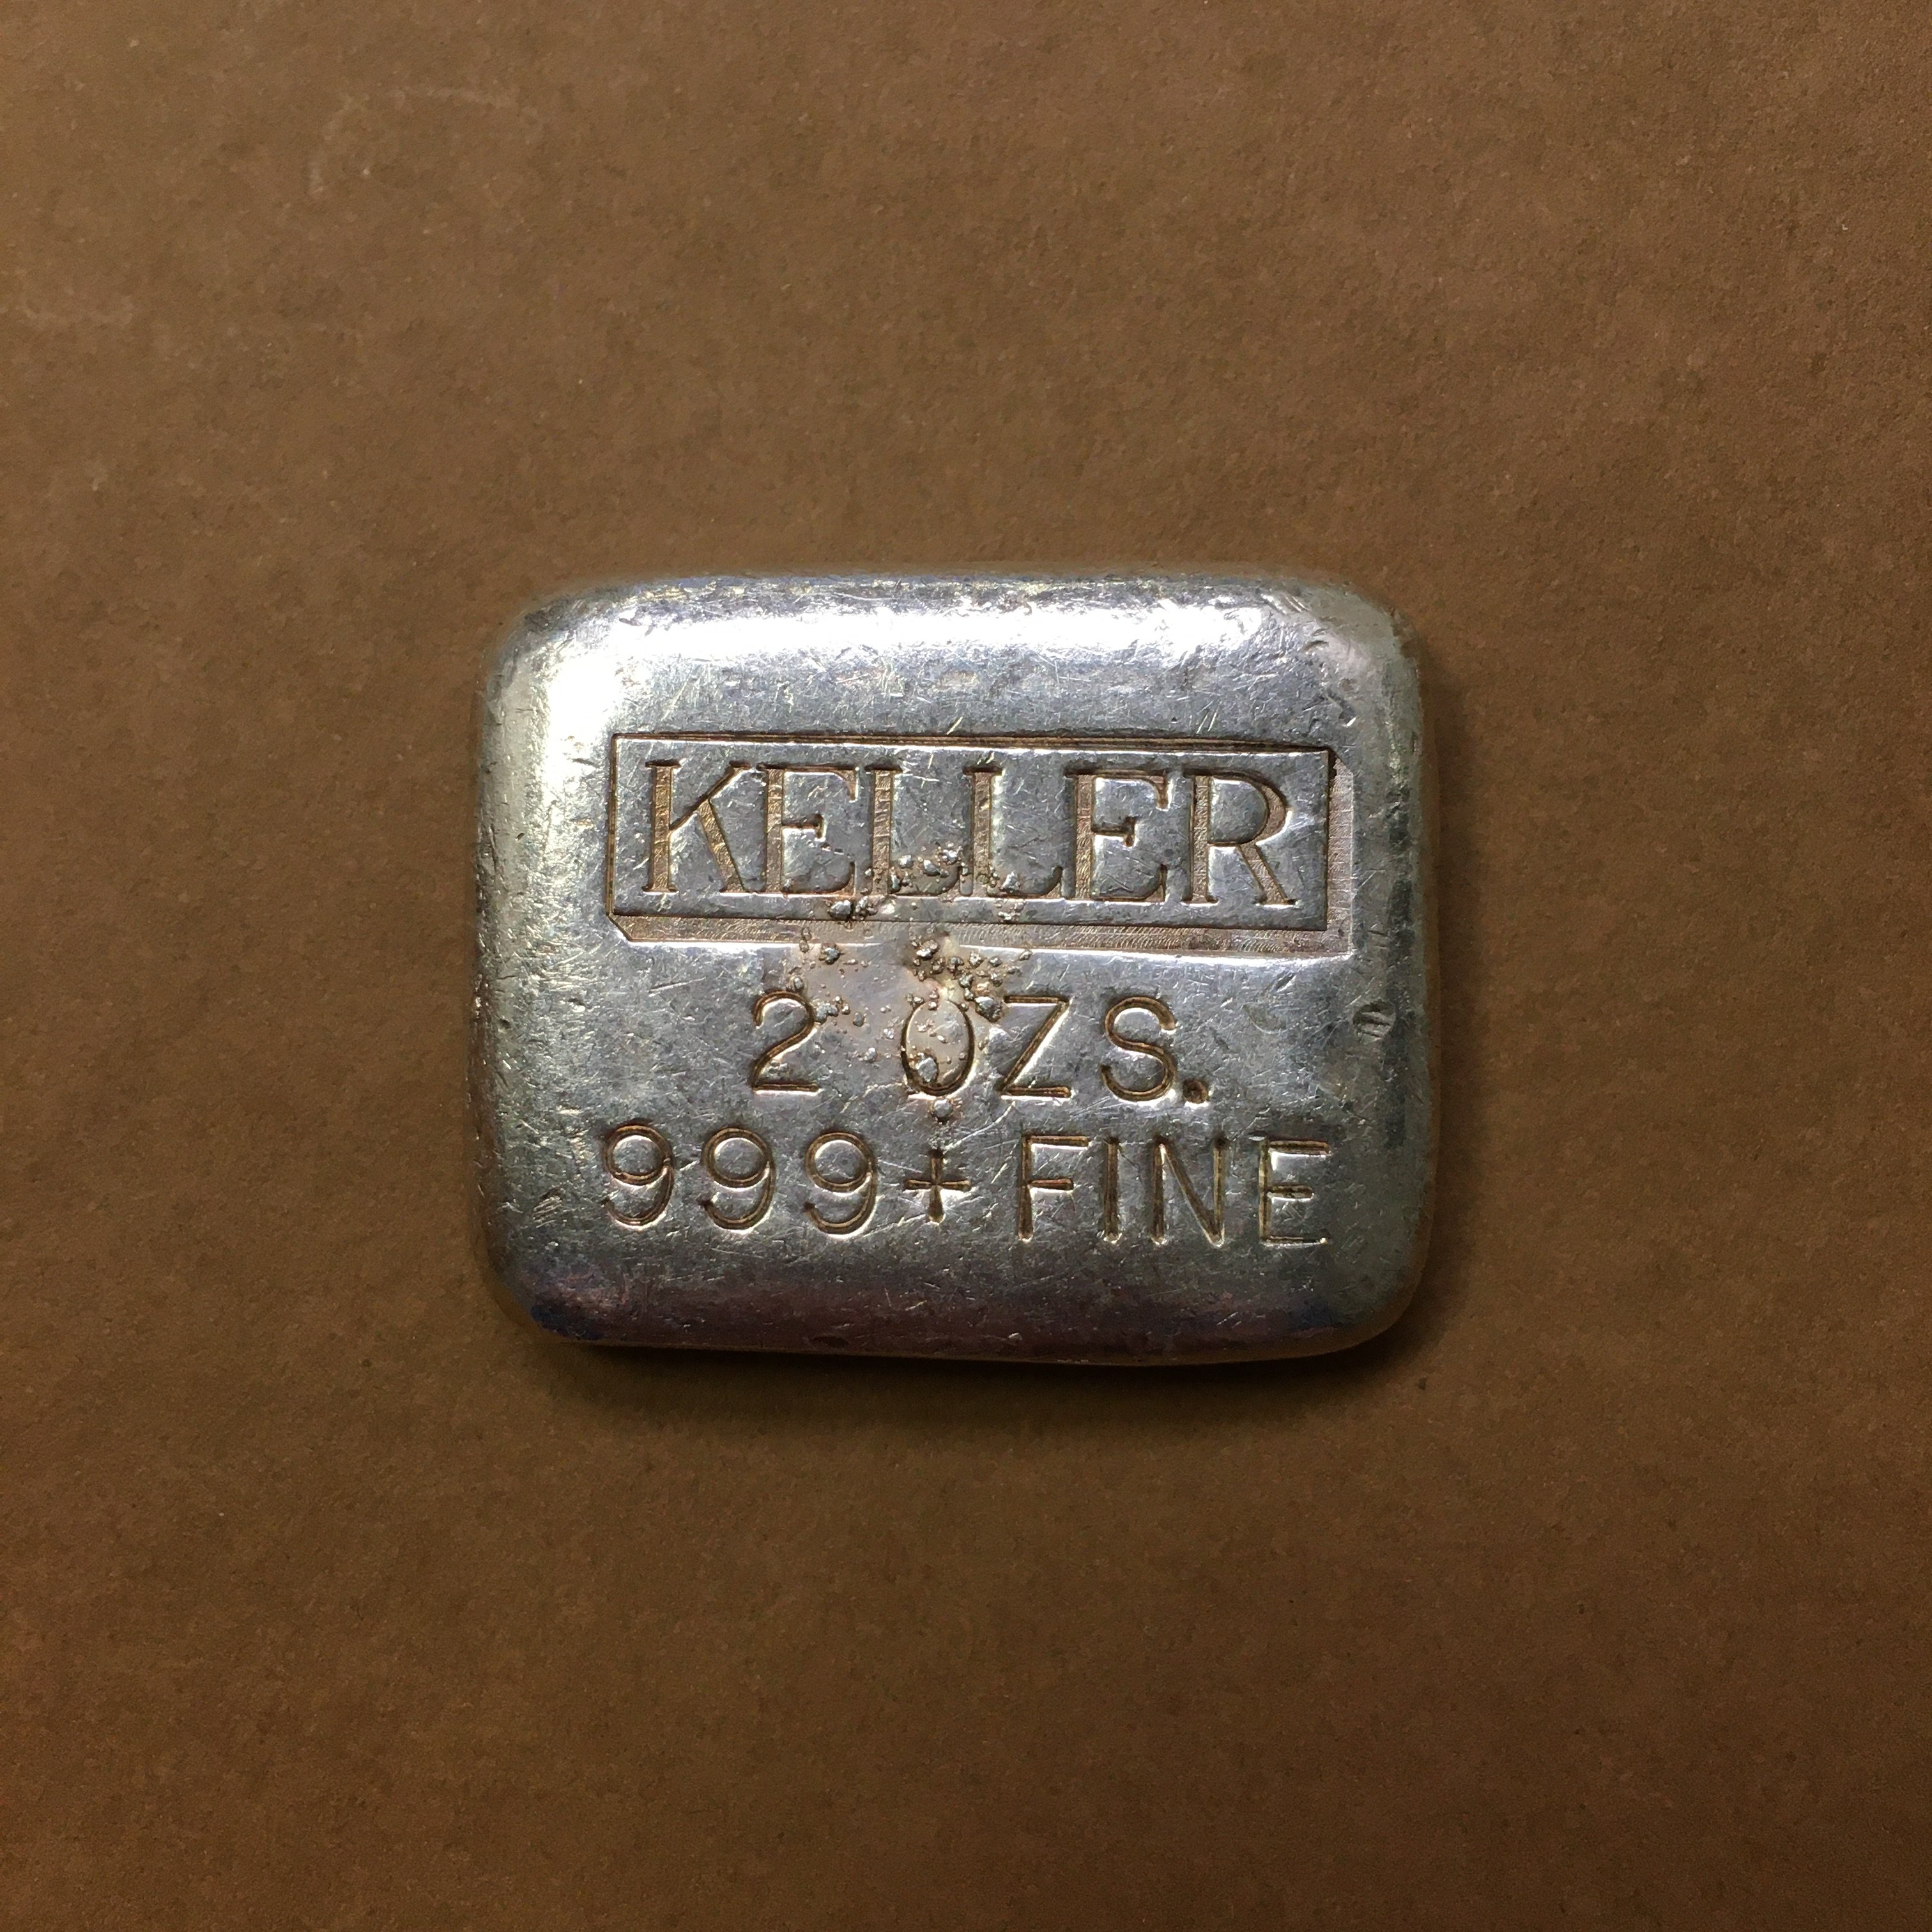 KELLER
2 OZS.
999+ FINE